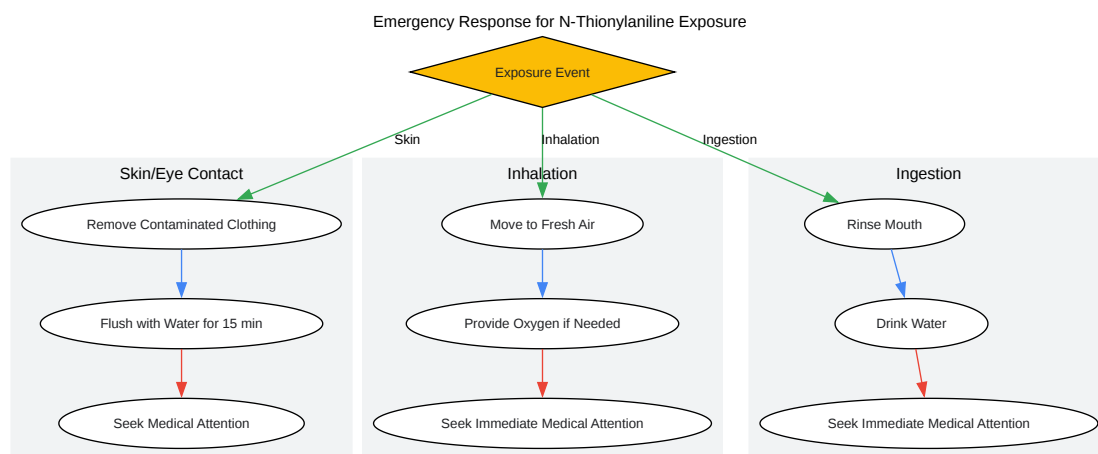 Emergency Response for N-Thionylaniline Exposure
Exposure Event
Skin
Inhalation
Ingestion
Skin/Eye Contact
Inhalation
Ingestion
Remove Contaminated Clothing
Move to Fresh Air
Rinse Mouth
Flush with Water for 15 min
Provide Oxygen if Needed
Drink Water
Seek Medical Attention
Seek Immediate Medical Attention
Seek Immediate Medical Attention